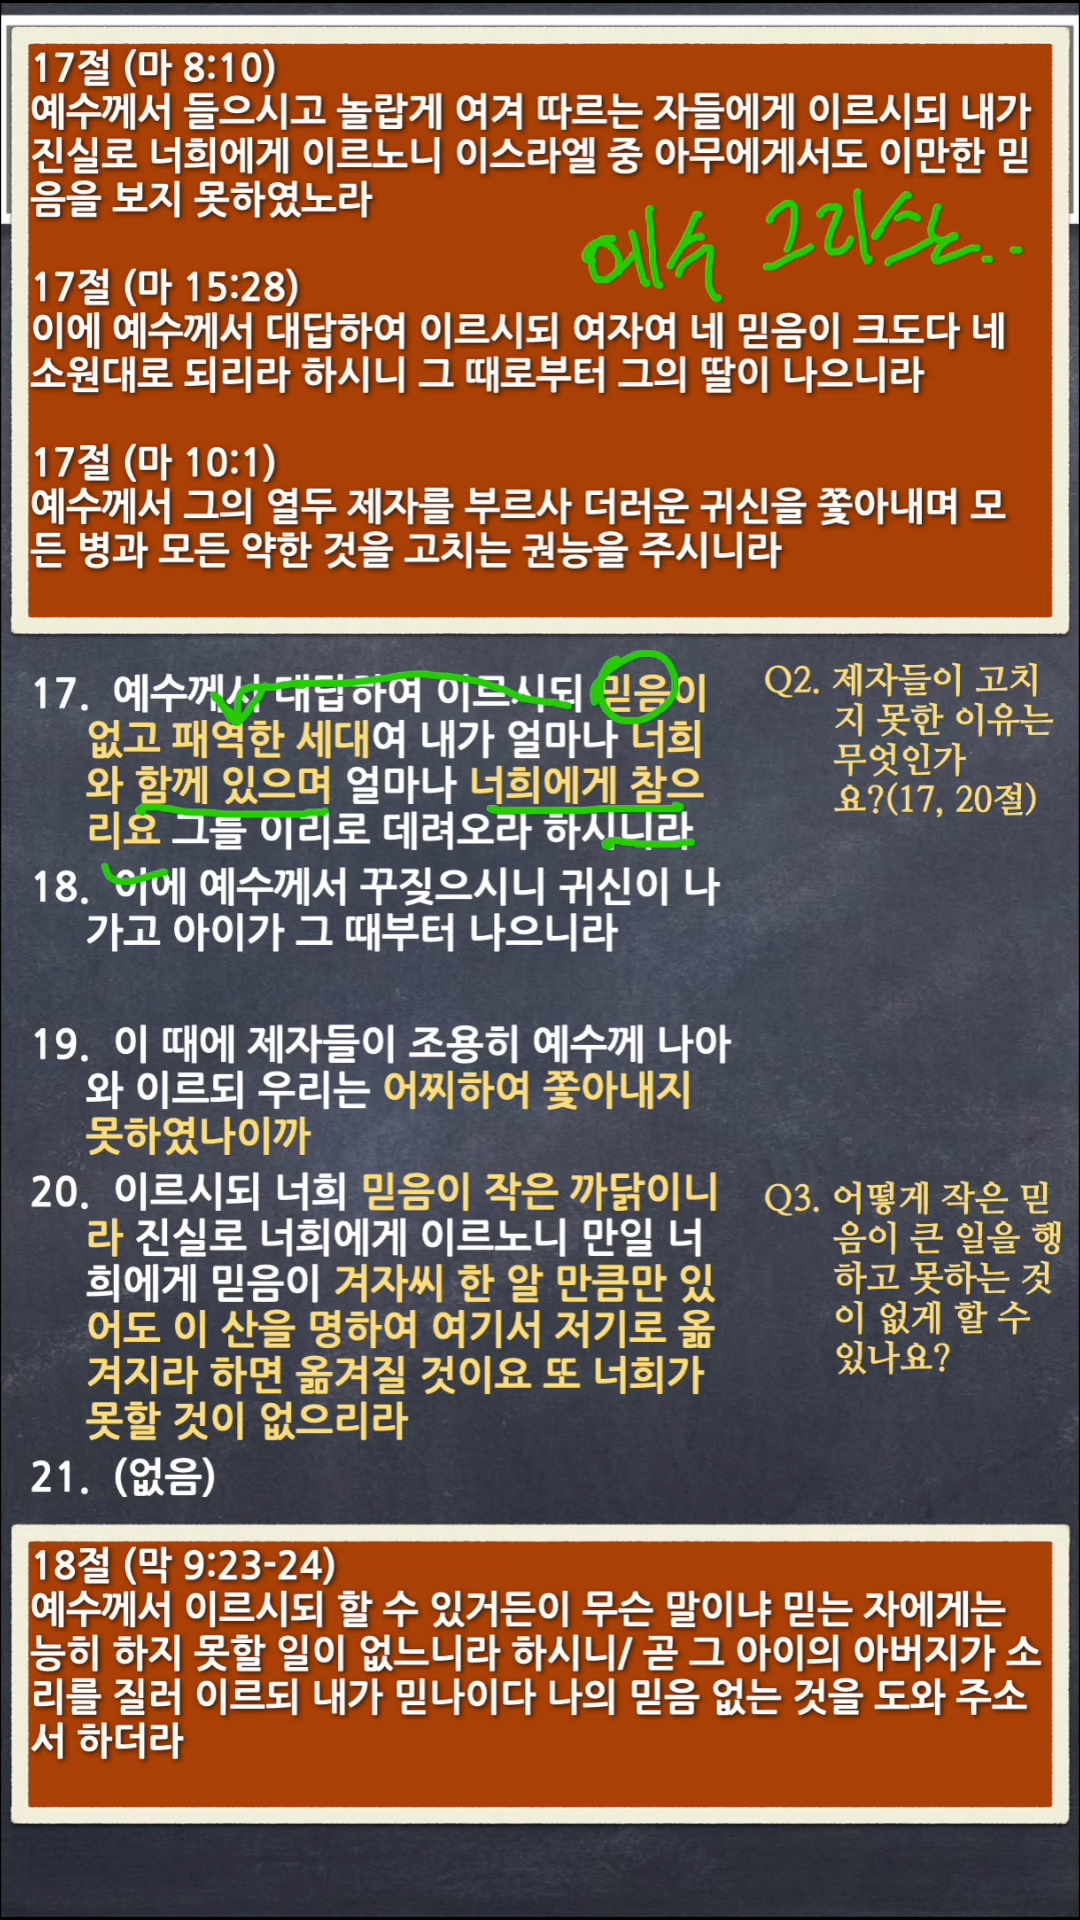 17절 (마 8:10)
예수께서 들으시고 놀랍게 여겨 따르는 자들에게 이르시되 내가
진실로 너희에게 이르노니 이스라엘 중 아무에게서도 이만한 믿
음을 보지 못하였노라
예수 그리스도..
17절 (마 15:28)
이에 예수께서 대답하여 이르시되 여자여 네 믿음이 크도다 네
소원대로 되리라 하시니 그 때로부터 그의 딸이 나으니라
17절 (마 10:1)
예수께서 그의 열두 제자를 부르사 더러운 귀신을 쫓아내며 모
든 병과 모든 약한 것을 고치는 권능을 주시니라
17. 예수께서 대답하여 이르시되 믿음이
없고 패역한 세대여 내가 얼마나 너희
와 함께 있으며 얼마나 너희에게 참으
리요 그를 이리로 데려오라 하시니라
18. 이에 예수께서 꾸짖으시니 귀신이 나
가고 아이가 그 때부터 나으니라
Q2. 제자들이 고치
지 못한 이유는
무엇인가
요?(17, 20절)
19. 이 때에 제자들이 조용히 예수께 나아
와 이르되 우리는 어찌하여 쫓아내지
못하였나이까
20. 이르시되 너희 믿음이 작은 까닭이니
라 진실로 너희에게 이르노니 만일 너
희에게 믿음이 겨자씨 한 알 만큼만 있
어도 이 산을 명하여 여기서 저기로 옮
겨지라 하면 옮겨질 것이요 또 너희가
못할 것이 없으리라
21. (없음)
Q3. 어떻게 작은 믿
음이 큰 일을 행
하고 못하는 것
이 없게 할 수
있나요?
18절 (막 9:23-24)
예수께서 이르시되 할 수 있거든이 무슨 말이냐 믿는 자에게는
능히 하지 못할 일이 없느니라 하시니/ 곧 그 아이의 아버지가 소
리를 질러 이르되 내가 믿나이다 나의 믿음 없는 것을 도와 주소
서 하더라